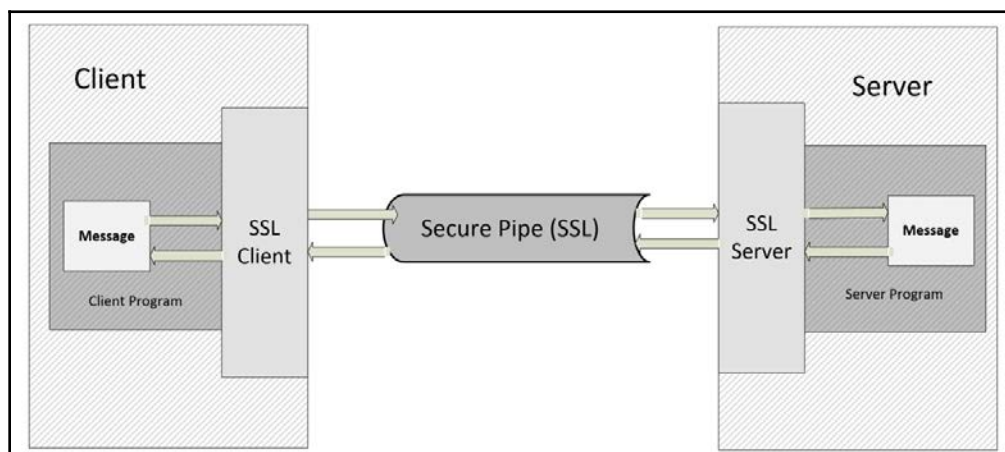 Client
Server
Message
SSL
Client
Secure Pipe (SSL)
SSL
Server
Message
Client Program
Server Program